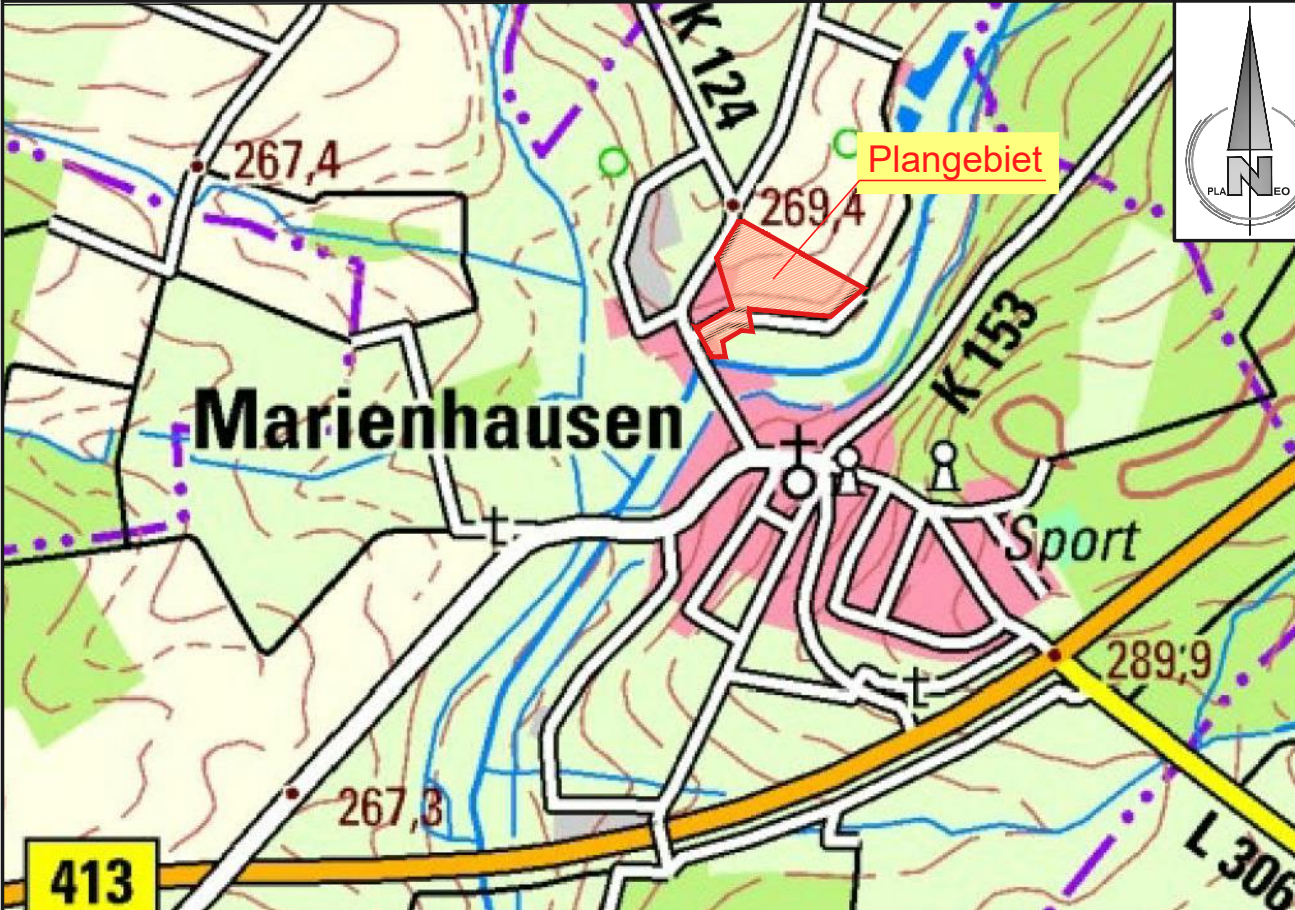 K 124
267,4
Plangebiet
269,4
N
PLA EO
K 153
Marienhausen
Sport
289,9
267,3
413
L 306